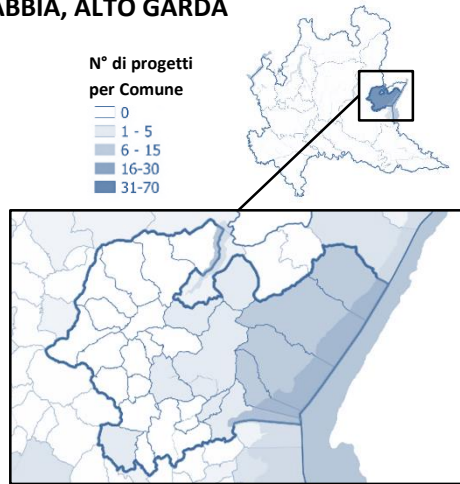 ABBIA, ALTO GARDA
N° di progetti
per Comune
0
1 - 5
6 - 15
16-30
31-70